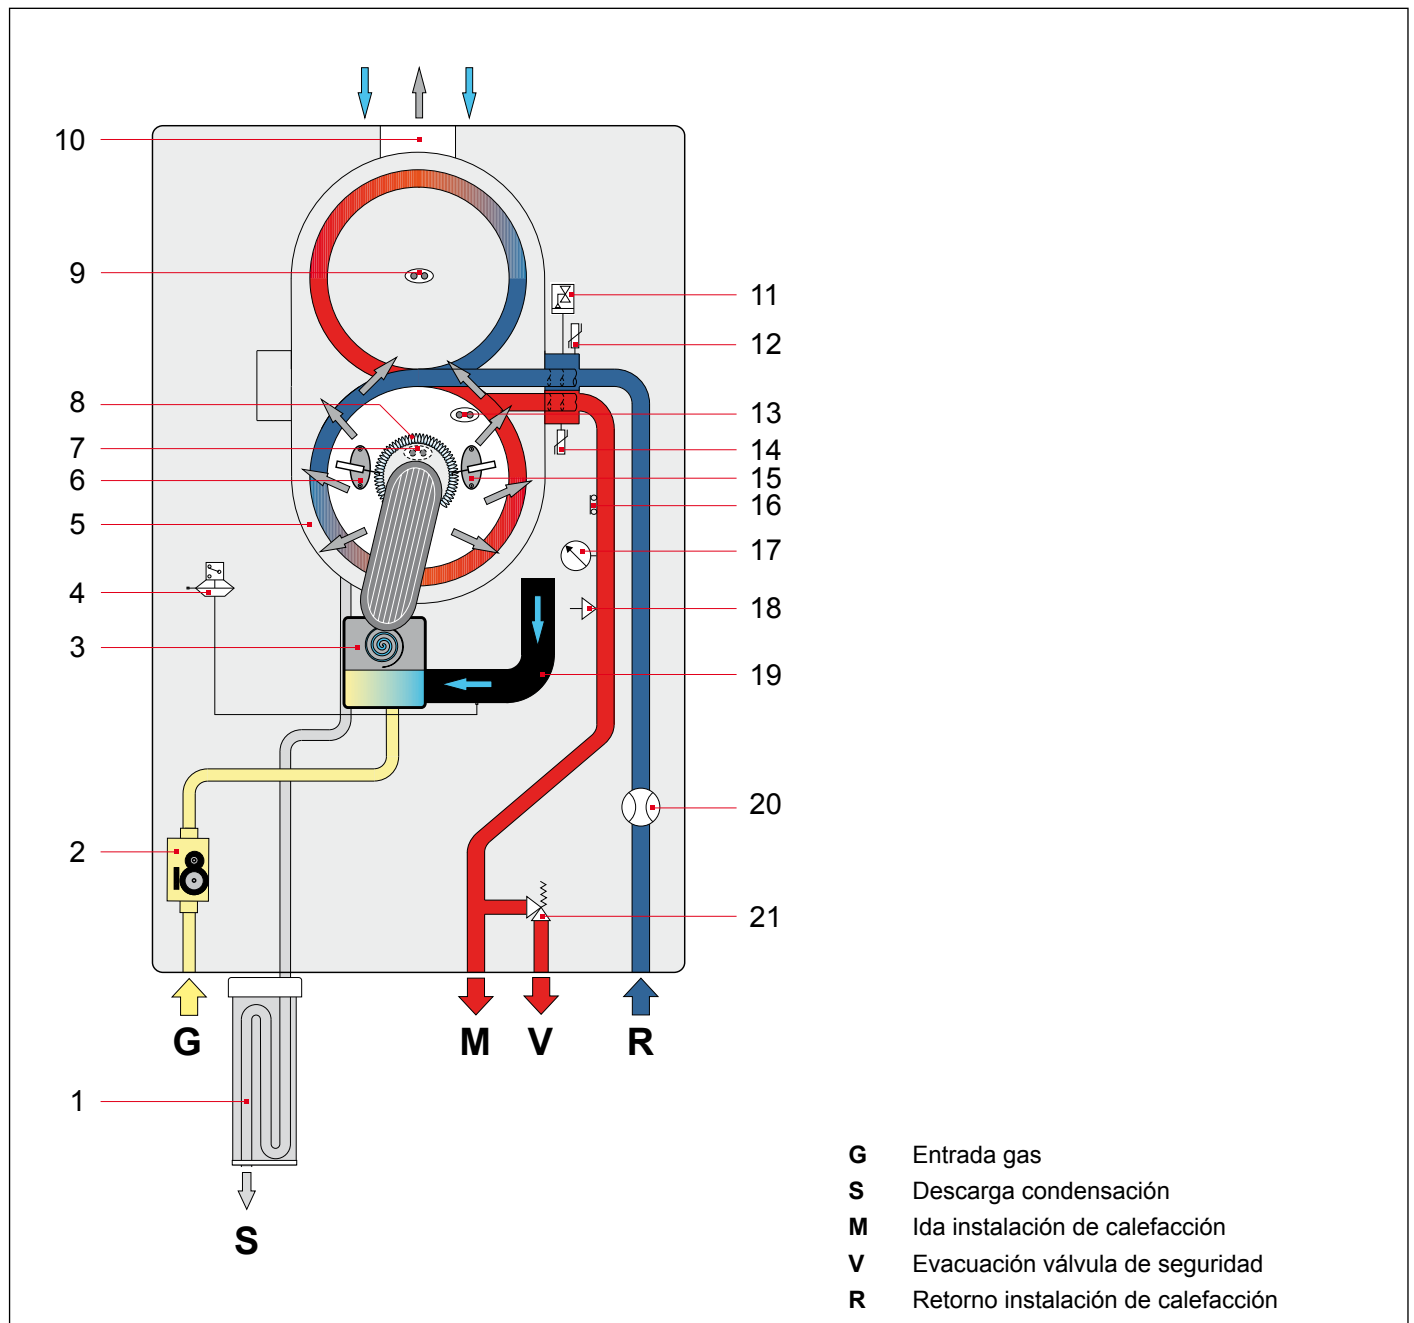 10
9
8
7
6
5
4
3
2
1
11
12
13
14
15
16
17
18
19
20
21
G
M
V
R
S
G Entrada gas
S Descarga condensación
M Ida instalación de calefacción
V Evacuación válvula de seguridad
R Retorno instalación de calefacción